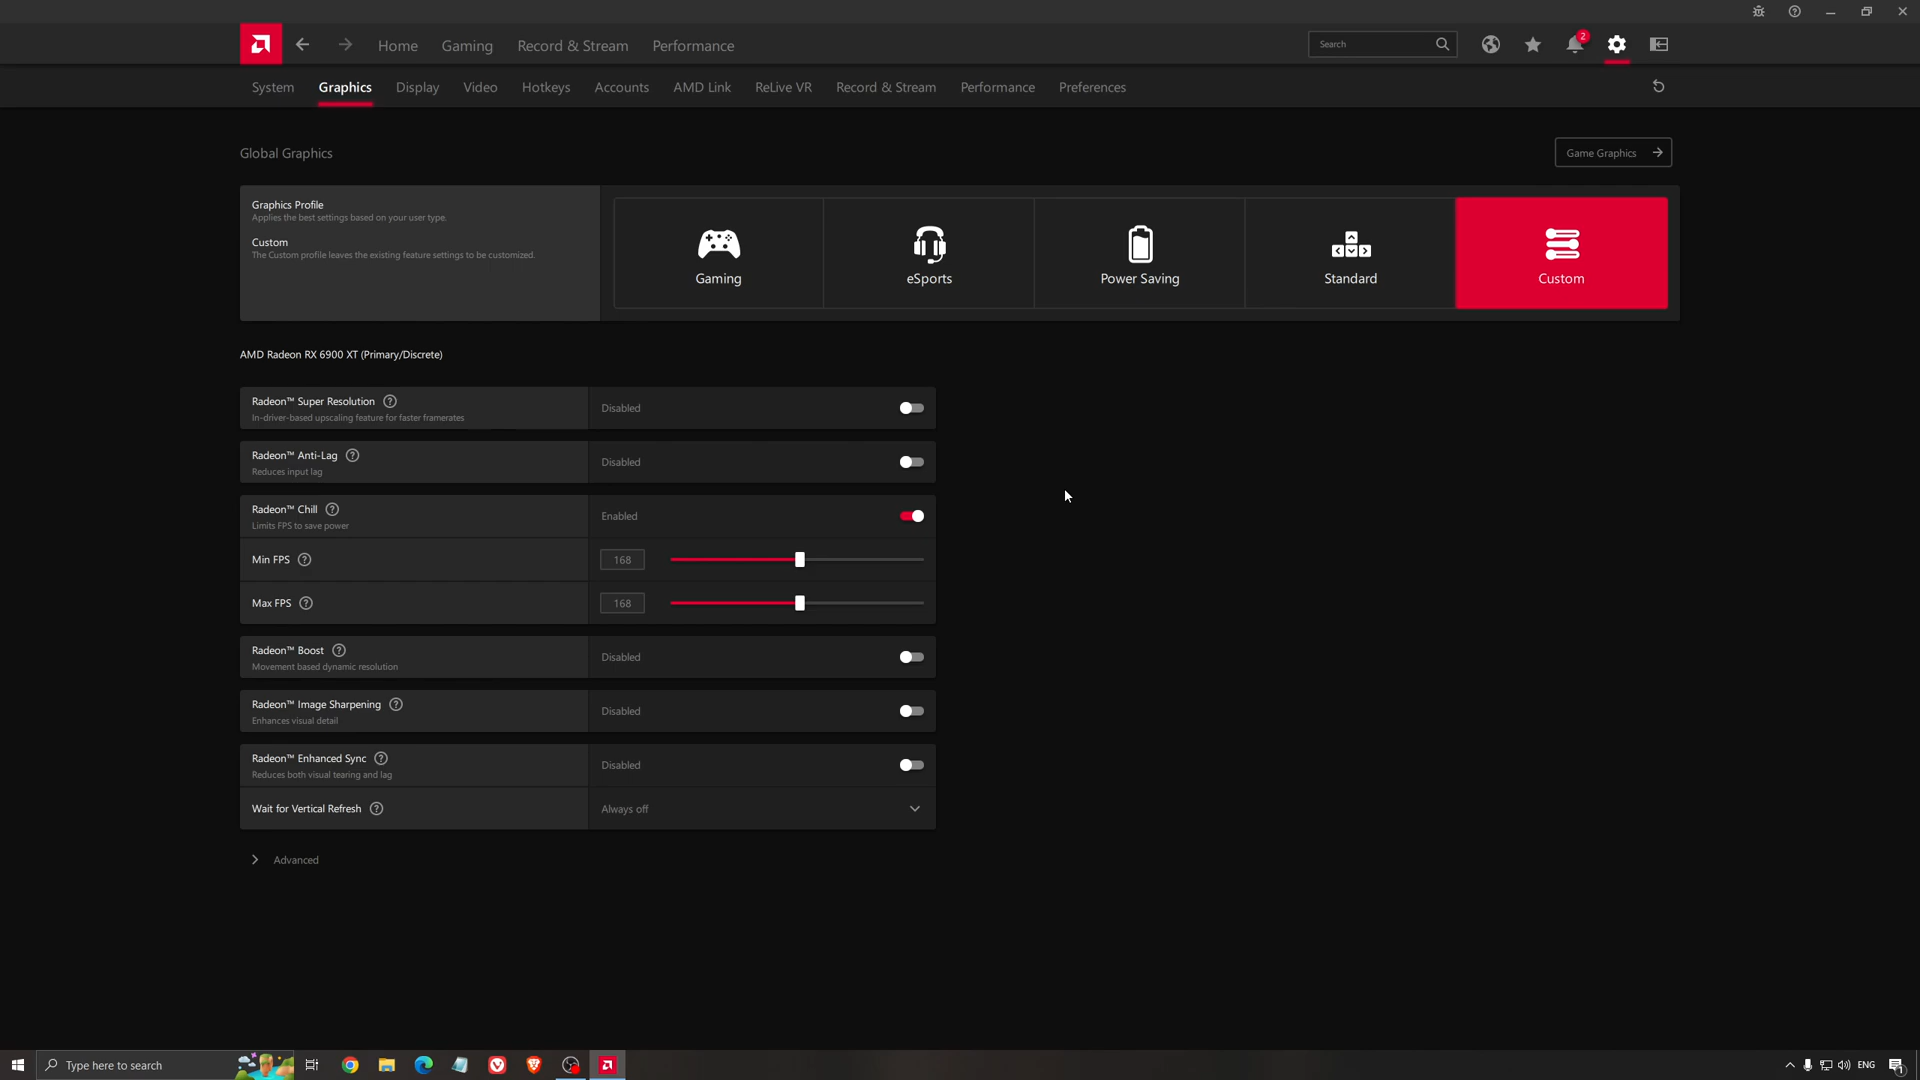 Home Gaming Record & Stream Performance Search 2
System Graphics Display Video Hotkeys Accounts AMD Link ReLive VR Record & Stream Performance Preferences
Global Graphics
Game Graphics
Graphics Profile
Applies the best settings based on your user type.
Custom
The Custom profile leaves the existing feature settings to be customized.
Gaming eSports Power Saving Standard Custom
AMD Radeon RX 6900 XT (Primary/Discrete)
Radeon™ Super Resolution
In-driver-based upscaling feature for faster framerates
Disabled
Radeon™ Anti-Lag
Reduces input lag
Disabled
Radeon™ Chill
Limits FPS to save power
Enabled
Min FPS 168
Max FPS 168
Radeon™ Boost
Movement based dynamic resolution
Disabled
Radeon™ Image Sharpening
Enhances visual detail
Disabled
Radeon™ Enhanced Sync
Reduces both visual tearing and lag
Disabled
Wait for Vertical Refresh Always off
Advanced
Type here to search ENG 1